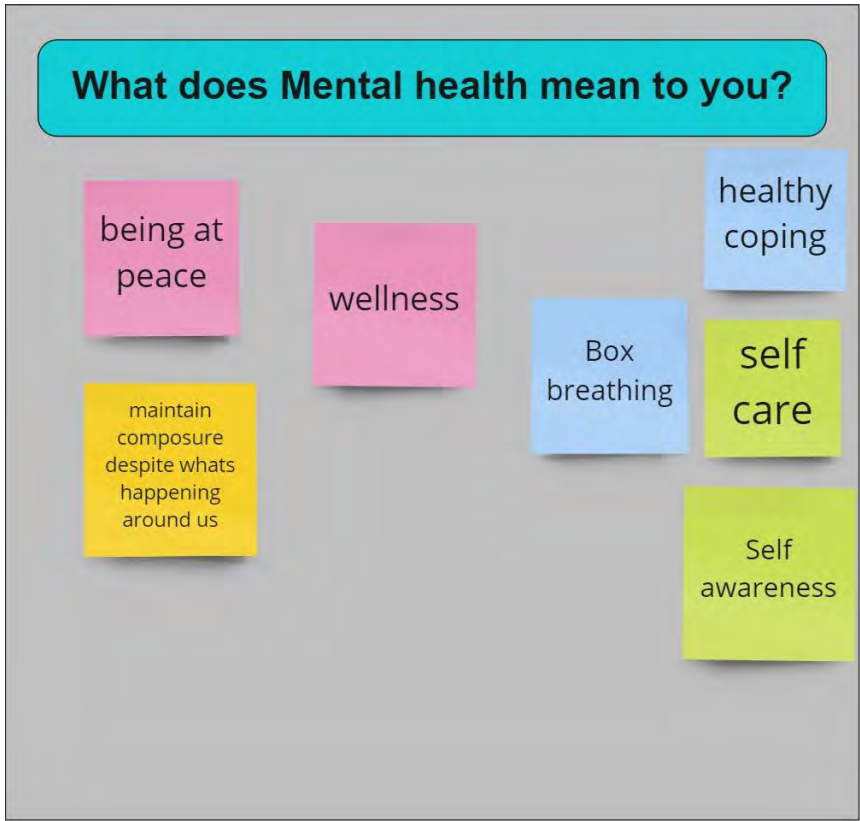 What does Mental health mean to you?
being at
peace
wellness
healthy
coping
Box
breathing
self
care
maintain
composure
despite whats
happening
around us
Self
awareness